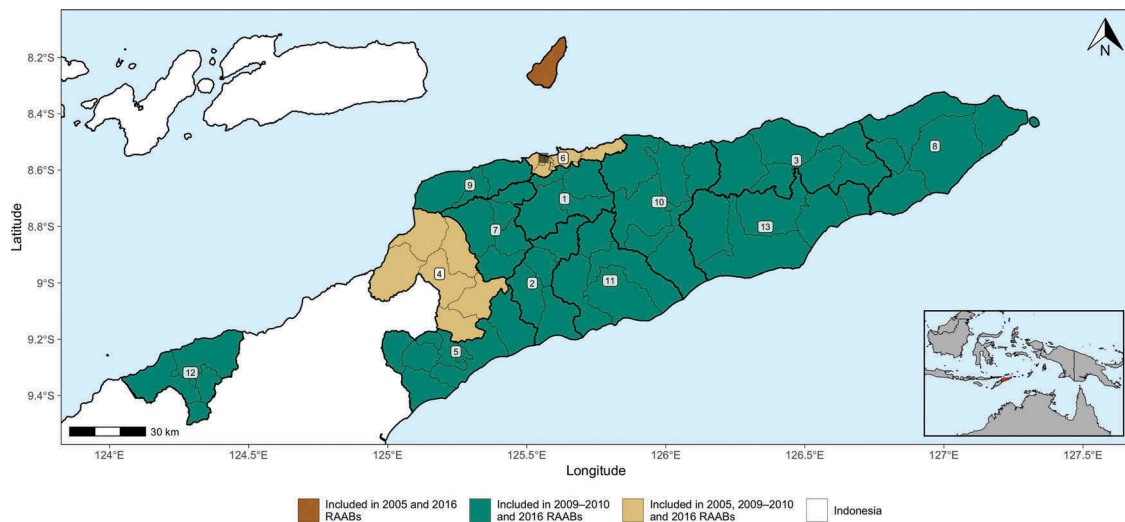 N
8.2°S
8.4°S
8.6°S
8.8°S
9°S
9.2°S
9.4°S
Latitude
6
3
8
9
1
10
7
13
4
2
11
5
12
30 km
124°E
124.5°E
125°E
125.5°E
126°E
126.5°E
127°E
127.5°E
Longitude
Included in 2005 and 2016
RAABs
Included in 2009–2010
and 2016 RAABs
Included in 2005, 2009–2010
and 2016 RAABs
Indonesia